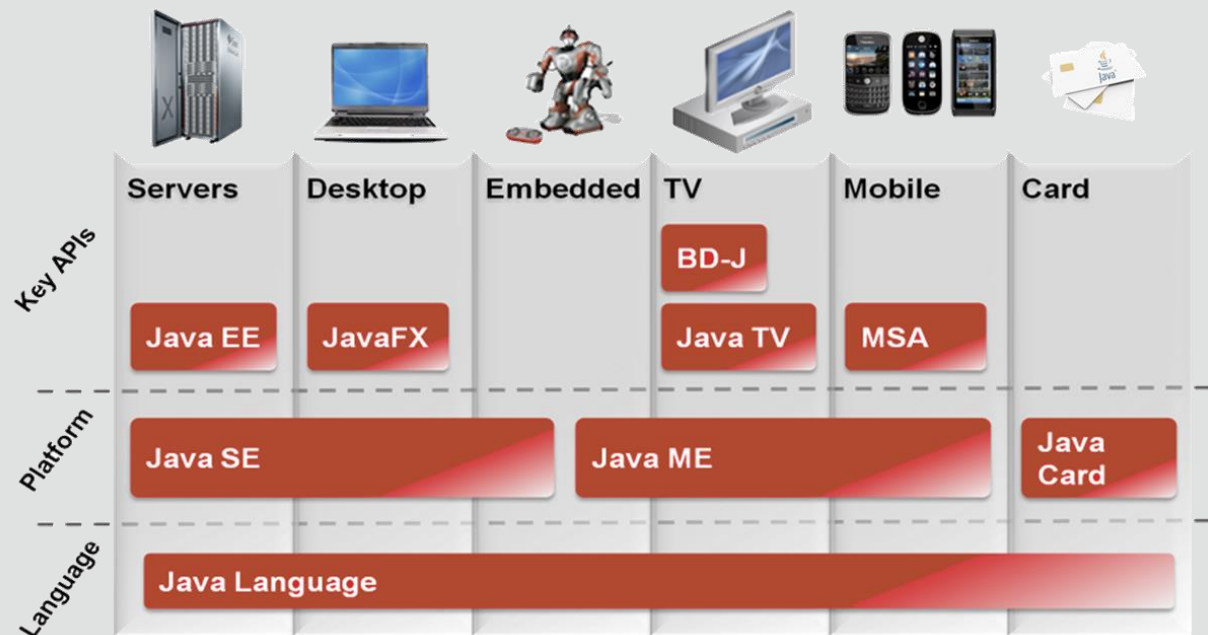 Java
Servers
Desktop
Embedded
TV
Mobile
Card
Key APIs
BD-J
Java EE
JavaFX
Java TV
MSA
Platform
Java SE
Java ME
Java
Card
Language
Java Language